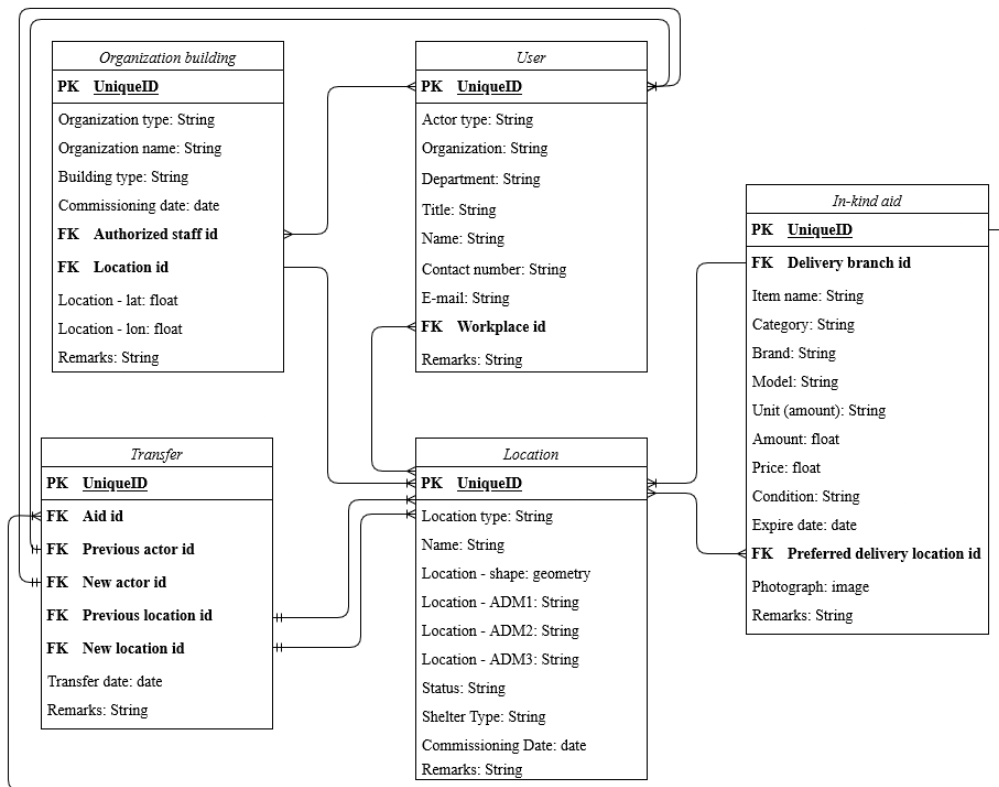 Organization building
PK UniqueID
Organization type: String
Organization name: String
Building type: String
Commissioning date: date
FK Authorized staff id
FK Location id
Location - lat: float
Location - lon: float
Remarks: String
User
PK UniqueID
Actor type: String
Organization: String
Department: String
Title: String
Name: String
Contact number: String
E-mail: String
FK Workplace id
Remarks: String
In-kind aid
PK UniqueID
FK Delivery branch id
Item name: String
Category: String
Brand: String
Model: String
Unit (amount): String
Amount: float
Price: float
Condition: String
Expire date: date
FK Preferred delivery location id
Photograph: image
Remarks: String
Transfer
PK UniqueID
FK Aid id
FK Previous actor id
FK New actor id
FK Previous location id
FK New location id
Transfer date: date
Remarks: String
Location
PK UniqueID
Location type: String
Name: String
Location - shape: geometry
Location - ADM1: String
Location - ADM2: String
Location - ADM3: String
Status: String
Shelter Type: String
Commissioning Date: date
Remarks: String